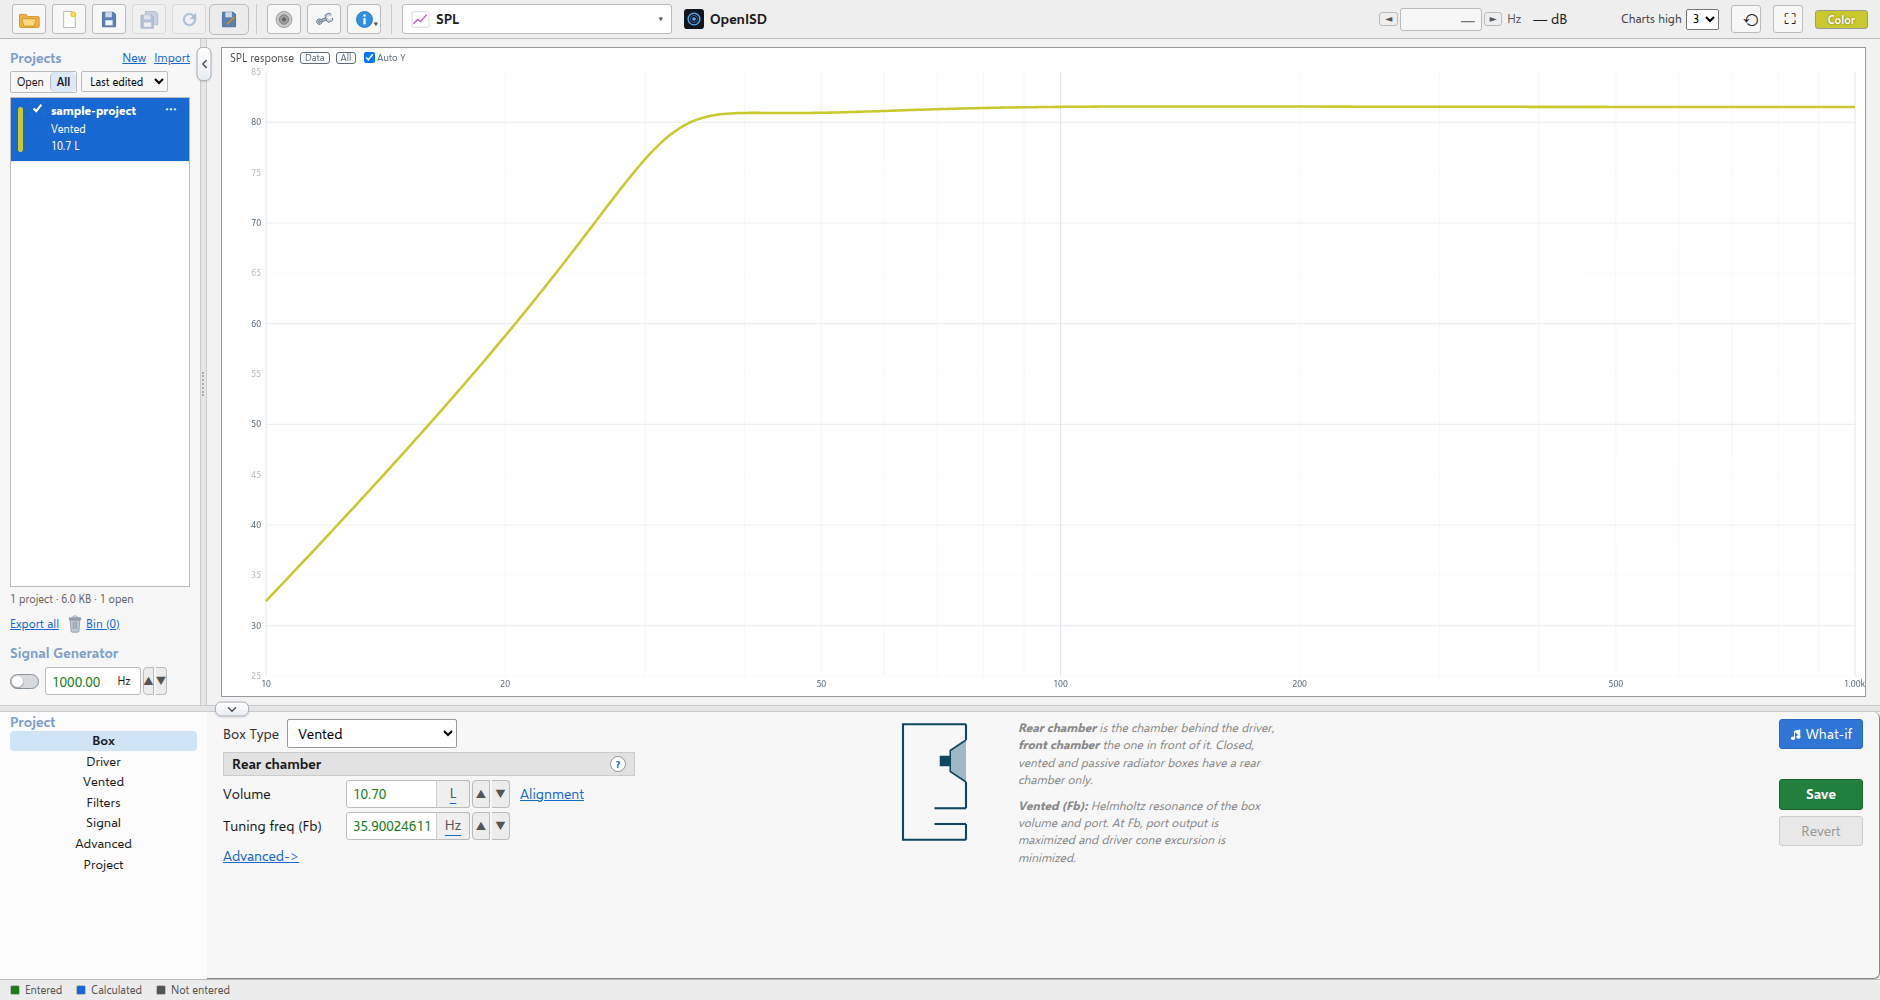 SPL
OpenISD
—
Hz
— dB
Charts high
3
Color
Projects
New
Import
Open
All
Last edited
sample-project
Vented
10.7 L
1 project · 6.0 KB · 1 open
Export all
Bin (0)
Signal Generator
1000.00
Hz
SPL response
Data
All
Auto Y
85
80
75
70
65
60
55
50
45
40
35
30
25
10
20
50
100
200
500
1.00k
Project
Box
Driver
Vented
Filters
Signal
Advanced
Project
Box Type
Vented
Rear chamber
?
Volume
10.70
L
Alignment
Tuning freq (Fb)
35.90024611
Hz
Advanced->
Rear chamber is the chamber behind the driver,
front chamber the one in front of it. Closed,
vented and passive radiator boxes have a rear
chamber only.
Vented (Fb): Helmholtz resonance of the box
volume and port. At Fb, port output is
maximized and driver cone excursion is
minimized.
What-if
Save
Revert
Entered
Calculated
Not entered